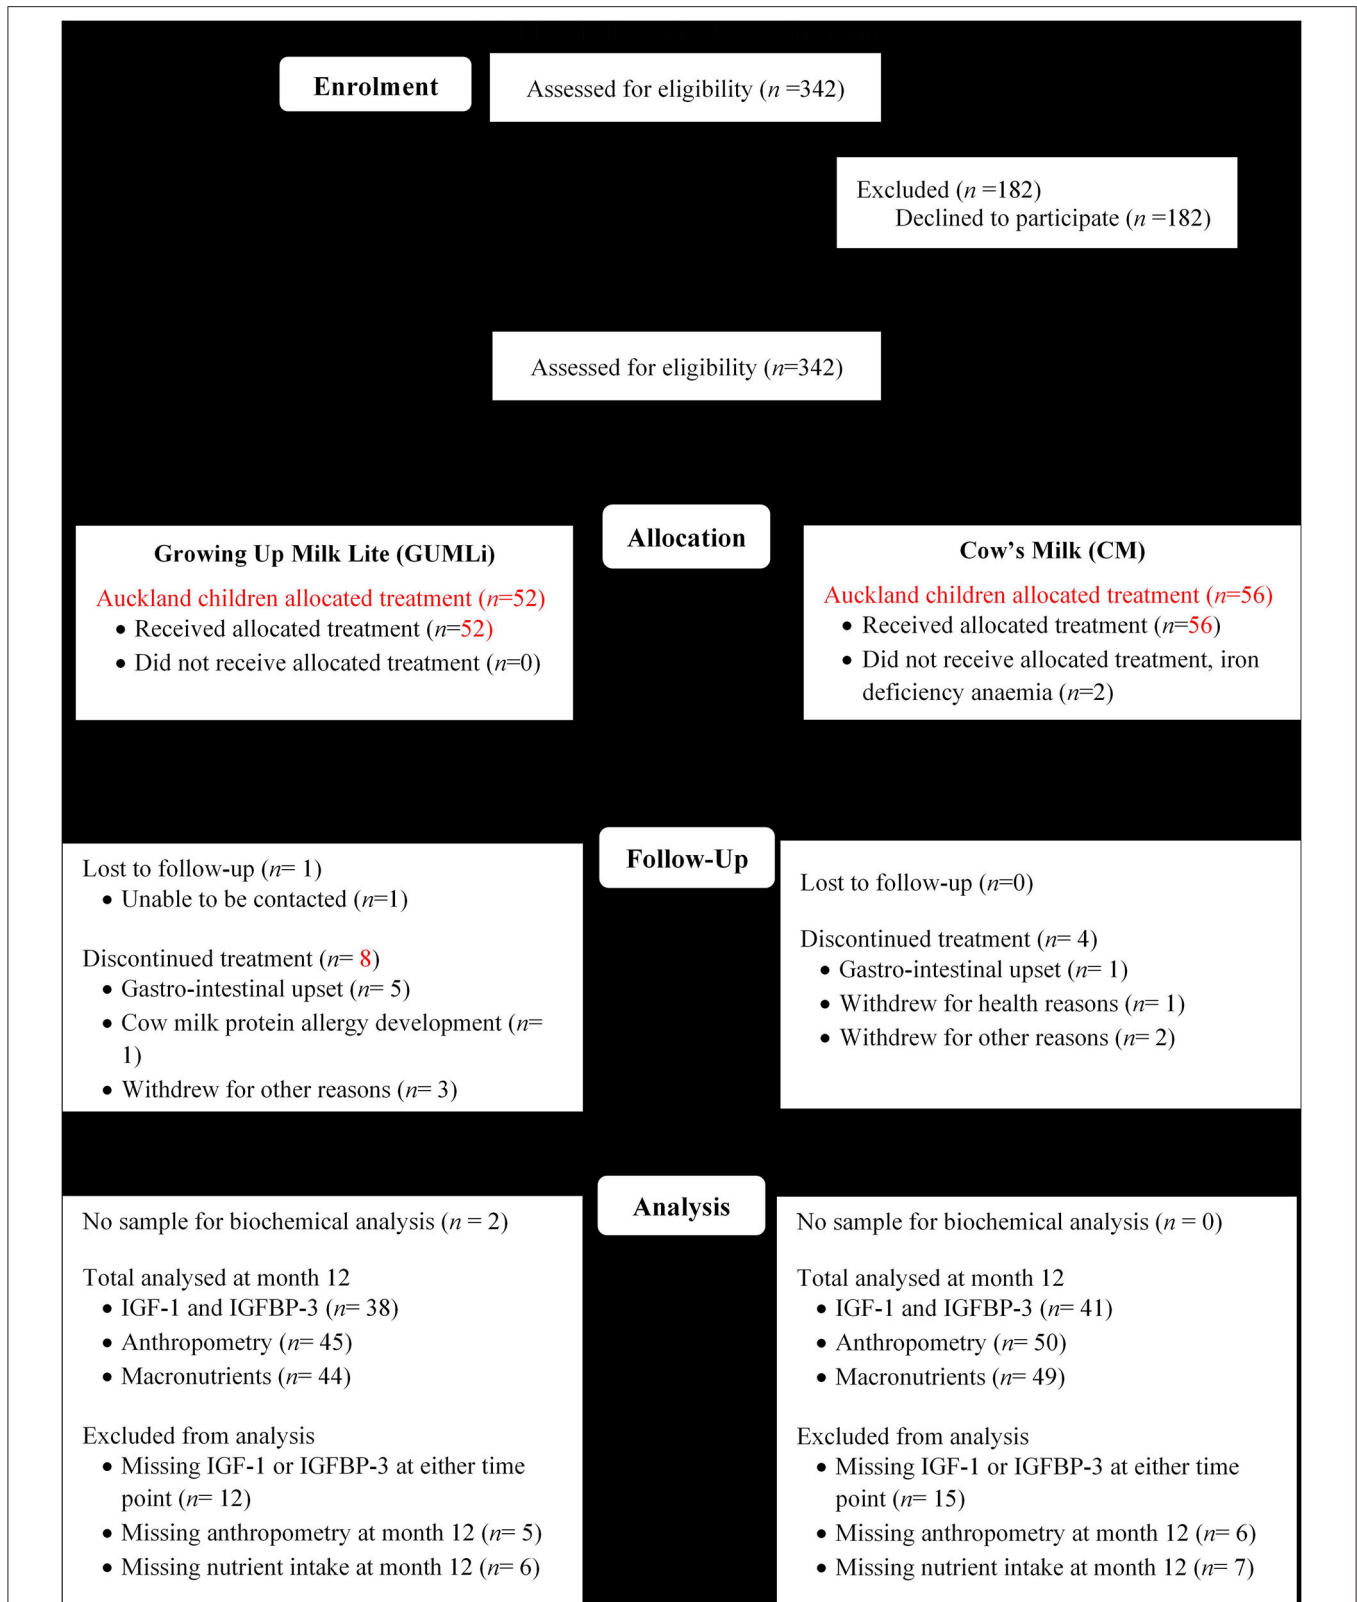 Enrolment
Assessed for eligibility (n =342)
Excluded (n =182)
Declined to participate (n =182)
Assessed for eligibility (n=342)
Allocation
Growing Up Milk Lite (GUMLi)
Auckland children allocated treatment (n=52)
• Received allocated treatment (n=52)
• Did not receive allocated treatment (n=0)
Cow's Milk (CM)
Auckland children allocated treatment (n=56)
• Received allocated treatment (n=56)
• Did not receive allocated treatment, iron
deficiency anaemia (n=2)
Follow-Up
Lost to follow-up (n= 1)
• Unable to be contacted (n=1)
Discontinued treatment (n= 8)
• Gastro-intestinal upset (n= 5)
• Cow milk protein allergy development (n=
1)
• Withdrew for other reasons (n= 3)
Lost to follow-up (n=0)
Discontinued treatment (n= 4)
• Gastro-intestinal upset (n= 1)
• Withdrew for health reasons (n= 1)
• Withdrew for other reasons (n= 2)
Analysis
No sample for biochemical analysis (n = 2)
Total analysed at month 12
• IGF-1 and IGFBP-3 (n= 38)
• Anthropometry (n= 45)
• Macronutrients (n= 44)
Excluded from analysis
• Missing IGF-1 or IGFBP-3 at either time
point (n= 12)
• Missing anthropometry at month 12 (n= 5)
• Missing nutrient intake at month 12 (n= 6)
No sample for biochemical analysis (n = 0)
Total analysed at month 12
• IGF-1 and IGFBP-3 (n= 41)
• Anthropometry (n= 50)
• Macronutrients (n= 49)
Excluded from analysis
• Missing IGF-1 or IGFBP-3 at either time
point (n= 15)
• Missing anthropometry at month 12 (n= 6)
• Missing nutrient intake at month 12 (n= 7)